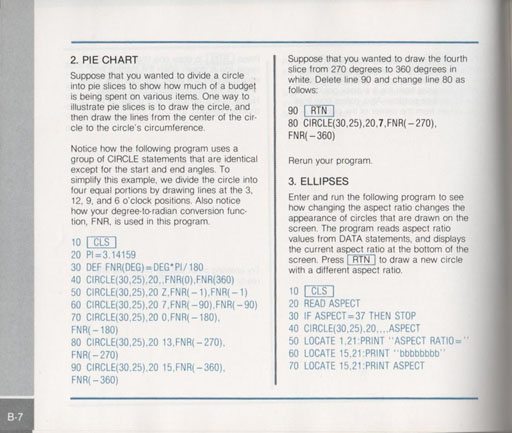 2. PIE CHART
Suppose that you wanted to divide a circle
into pie slices to show how much of a budget
is being spent on various items. One way to
illustrate pie slices is to draw the circle, and
then draw the lines from the center of the cir-
cle to the circle's circumference.
Notice how the following program uses a
group of CIRCLE statements that are identical
except for the start and end angles. To
simplify this example, we divide the circle into
four equal portions by drawing lines at the 3,
12, 9, and 6 o'clock positions. Also notice
how your degree-to-radian conversion func-
tion, FNR, is used in this program.
10 CLS
20 PI=3.14159
30 DEF FNR(DEG)=DEG*PI/180
40 CIRCLE(30,25),20,,FNR(0),FNR(360)
50 CIRCLE(30,25),20 Z,FNR(−1),FNR(−1)
60 CIRCLE(30,25),20 7,FNR(−90),FNR(−90)
70 CIRCLE(30,25),20 0,FNR(−180),
FNR(−180)
80 CIRCLE(30,25),20 13,FNR(−270),
FNR(−270)
90 CIRCLE(30,25),20 15,FNR(−360),
FNR(−360)
Suppose that you wanted to draw the fourth
slice from 270 degrees to 360 degrees in
white. Delete line 90 and change line 80 as
follows:
90 RTN
80 CIRCLE(30,25),20,7,FNR(−270),
FNR(−360)
Rerun your program.
3. ELLIPSES
Enter and run the following program to see
how changing the aspect ratio changes the
appearance of circles that are drawn on the
screen. The program reads aspect ratio
values from DATA statements, and displays
the current aspect ratio at the bottom of the
screen. Press RTN to draw a new circle
with a different aspect ratio.
10 CLS
20 READ ASPECT
30 IF ASPECT=37 THEN STOP
40 CIRCLE(30,25),20,,,,ASPECT
50 LOCATE 1,21:PRINT "ASPECT RATIO="
60 LOCATE 15,21:PRINT "bbbbbbbb"
70 LOCATE 15,21:PRINT ASPECT
B-7